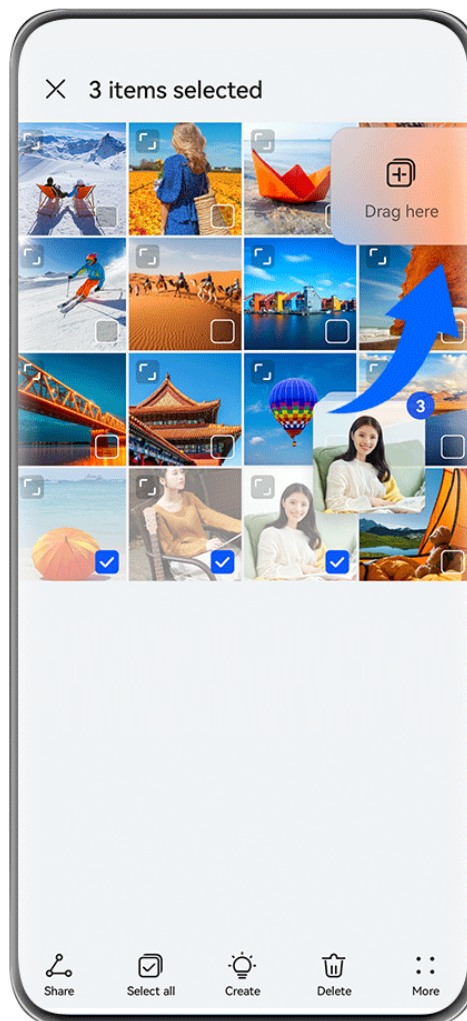 3 items selected
Drag here
3
Share
Select all
Create
Delete
More